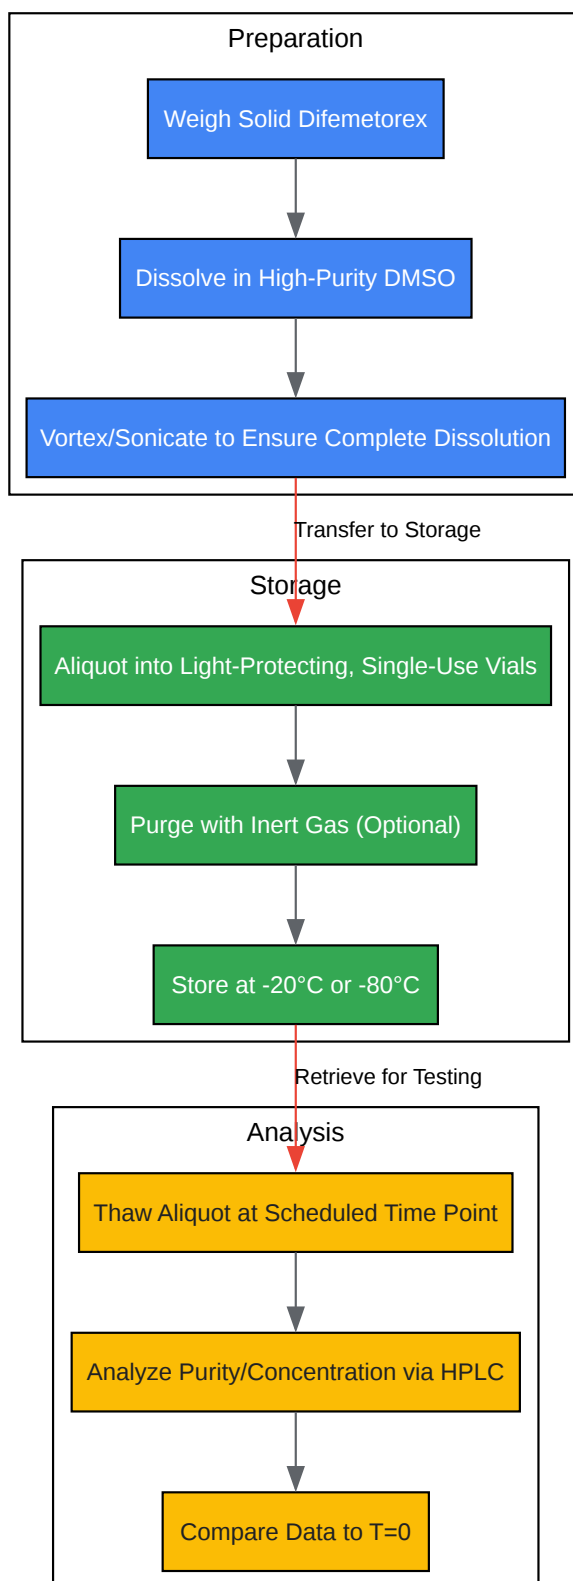 Preparation
Weigh Solid Difemetorex
Dissolve in High-Purity DMSO
Vortex/Sonicate to Ensure Complete Dissolution
Transfer to Storage
Storage
Aliquot into Light-Protecting, Single-Use Vials
Purge with Inert Gas (Optional)
Store at -20°C or -80°C
Retrieve for Testing
Analysis
Thaw Aliquot at Scheduled Time Point
Analyze Purity/Concentration via HPLC
Compare Data to T=0